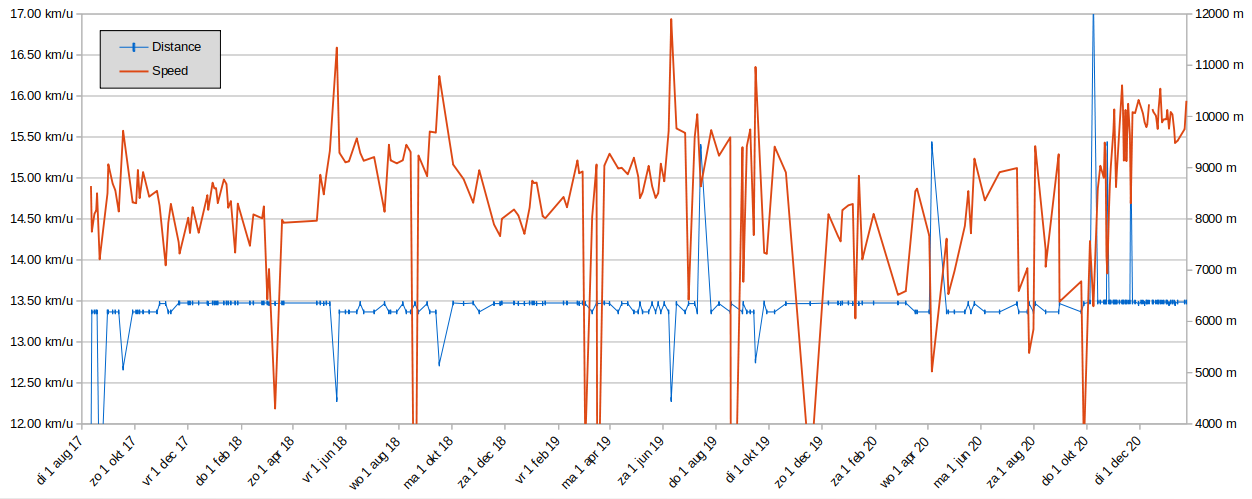 17.00 km/u
16.50 km/u
16.00 km/u
15.50 km/u
15.00 km/u
14.50 km/u
14.00 km/u
13.50 km/u
13.00 km/u
12.50 km/u
12.00 km/u
Distance
Speed
12000 m
11000 m
10000 m
9000 m
8000 m
7000 m
6000 m
5000 m
4000 m
di 1 aug 17
zo 1 okt 17
vr 1 dec 17
do 1 feb 18
zo 1 apr 18
vr 1 jun 18
wo 1 aug 18
ma 1 okt 18
za 1 dec 18
vr 1 feb 19
ma 1 apr 19
za 1 jun 19
do 1 aug 19
di 1 okt 19
zo 1 dec 19
za 1 feb 20
wo 1 apr 20
ma 1 jun 20
za 1 aug 20
do 1 okt 20
di 1 dec 20